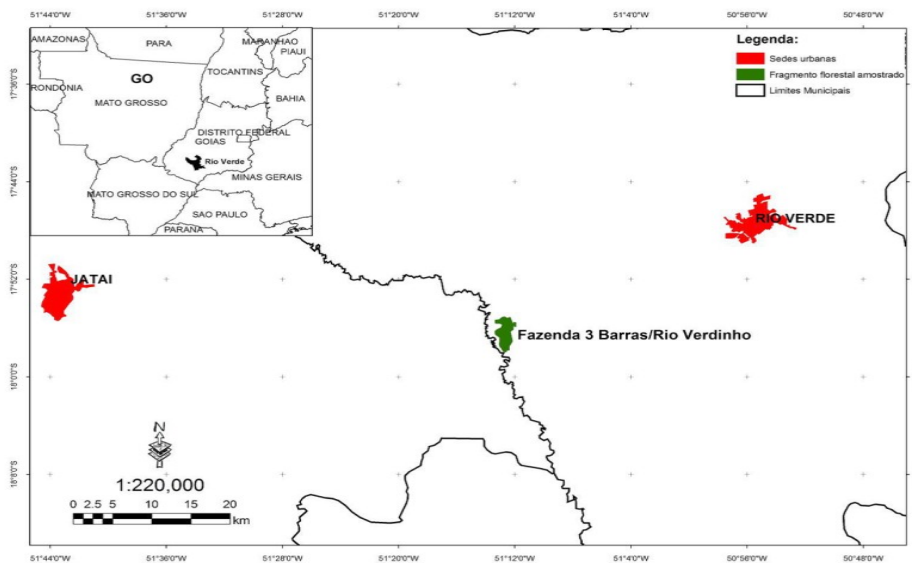 51°44'0"W 51°36'0"W 51°28'0"W 51°20'0"W 51°12'0"W 51°4'0"W 50°56'0"W 50°48'0"W
AMAZONAS
PARA
MARANHAO
PIAUI
GO
TOCANTINS
RONDONIA
MATO GROSSO
BAHIA
DISTRITO FEDERAL
GOIAS
Rio Verde
MINAS GERAIS
MATO GROSSO DO SUL
SAO PAULO
PARANA
Legenda:
Sedes urbanas
Fragmento florestal amostrado
Limites Municipais
17°36'0"S
17°44'0"S
17°52'0"S
18°0'0"S
18°8'0"S
RIO VERDE
JATAI
Fazenda 3 Barras/Rio Verdinho
N
1:220,000
0 2.5 5 10 15 20
km
51°44'0"W 51°36'0"W 51°28'0"W 51°20'0"W 51°12'0"W 51°4'0"W 50°56'0"W 50°48'0"W